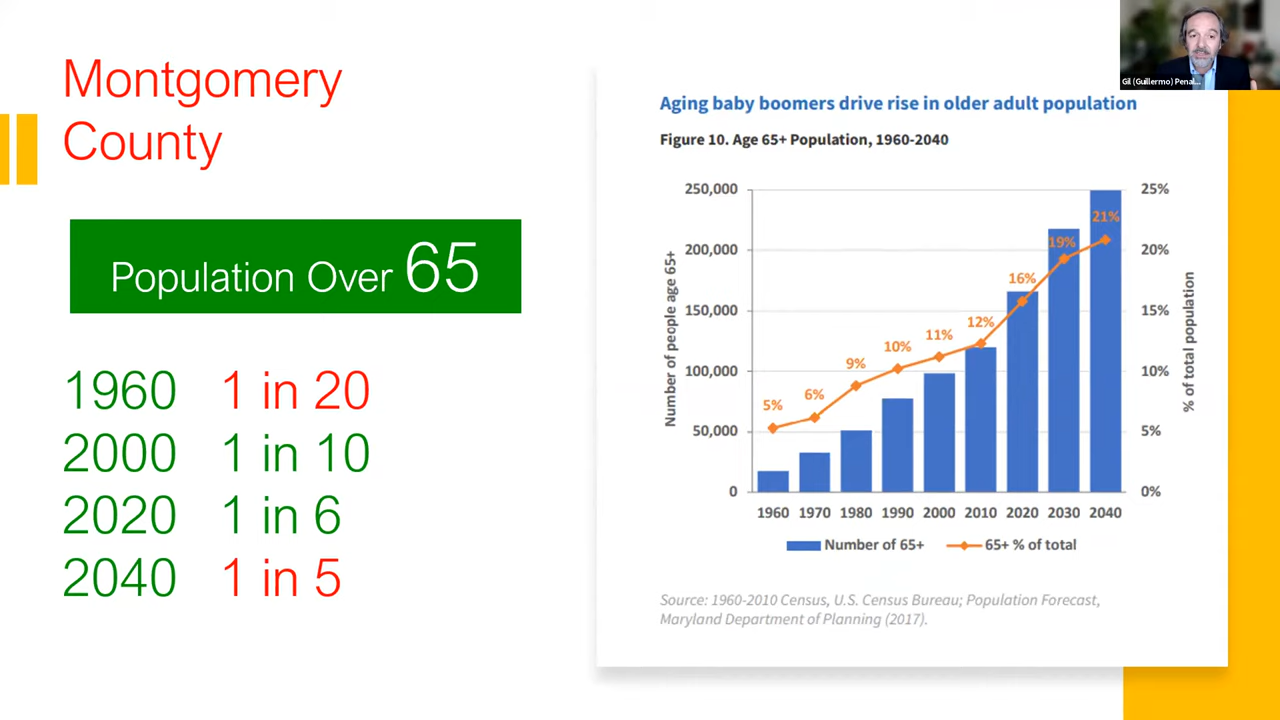 Montgomery
County
Population Over 65
1960 1 in 20
2000 1 in 10
2020 1 in 6
2040 1 in 5
Gil (Guillermo) Penal...
Aging baby boomers drive rise in older adult population
Figure 10. Age 65+ Population, 1960-2040
Number of people age 65+
250,000
200,000
150,000
100,000
50,000
0
5%
6%
9%
10%
11%
12%
16%
19%
21%
25%
20%
15%
10%
5%
0%
% of total population
1960 1970 1980 1990 2000 2010 2020 2030 2040
Number of 65+ 65+ % of total
Source: 1960-2010 Census, U.S. Census Bureau; Population Forecast,
Maryland Department of Planning (2017).